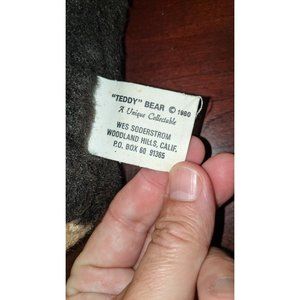 "TEDDY" BEAR © 1980
A Unique Collectable
WES SODERSTROM
WOODLAND HILLS, CALIF.
P.O. BOX 60 91365